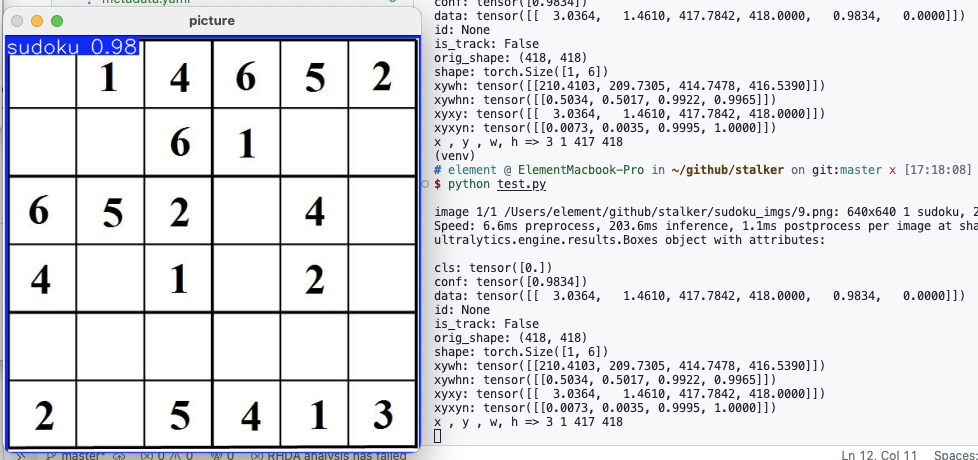 metadata.yaml
picture
sudoku 0.98
1 4 6 5 2
6 1
6 5 2 4
4 1 2
2 5 4 1 3
conf: tensor([0.9834])
data: tensor([[  3.0364,   1.4610, 417.7842, 418.0000,   0.9834,   0.0000]])
id: None
is_track: False
orig_shape: (418, 418)
shape: torch.Size([1, 6])
xywh: tensor([[210.4103, 209.7305, 414.7478, 416.5390]])
xywhn: tensor([[0.5034, 0.5017, 0.9922, 0.9965]])
xyxy: tensor([[  3.0364,   1.4610, 417.7842, 418.0000]])
xyxyn: tensor([[0.0073, 0.0035, 0.9995, 1.0000]])
x , y , w, h => 3 1 417 418
(venv)
# element @ ElementMacbook-Pro in ~/github/stalker on git:master x [17:18:08]
$ python test.py
image 1/1 /Users/element/github/stalker/sudoku_imgs/9.png: 640x640 1 sudoku, 2
Speed: 6.6ms preprocess, 203.6ms inference, 1.1ms postprocess per image at sha
ultralytics.engine.results.Boxes object with attributes:
cls: tensor([0.])
conf: tensor([0.9834])
data: tensor([[  3.0364,   1.4610, 417.7842, 418.0000,   0.9834,   0.0000]])
id: None
is_track: False
orig_shape: (418, 418)
shape: torch.Size([1, 6])
xywh: tensor([[210.4103, 209.7305, 414.7478, 416.5390]])
xywhn: tensor([[0.5034, 0.5017, 0.9922, 0.9965]])
xyxy: tensor([[  3.0364,   1.4610, 417.7842, 418.0000]])
xyxyn: tensor([[0.0073, 0.0035, 0.9995, 1.0000]])
x , y , w, h => 3 1 417 418
master* 0 0 0 RHDA analysis has failed Ln 12, Col 11 Spaces: